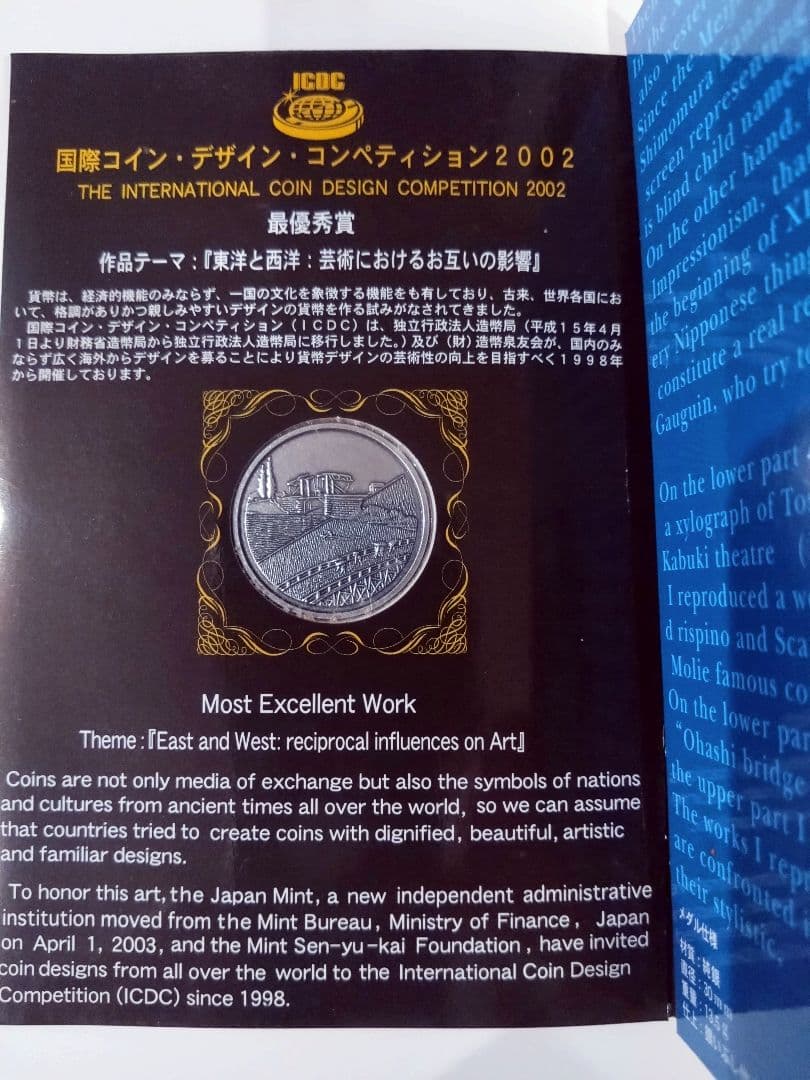 ICDC
国際コイン・デザイン・コンペティション2002
THE INTERNATIONAL COIN DESIGN COMPETITION 2002
最優秀賞
作品テーマ:『東洋と西洋:芸術におけるお互いの影響』
貨幣は、経済的機能のみならず、一国の文化を象徴する機能をも有しており、古来、世界各国にお
いて、格調がありかつ親しみやすいデザインの貨幣を作る試みがなされてきました。
国際コイン・デザイン・コンペティション(ICDC)は、独立行政法人造幣局(平成15年4月
1日より財務省造幣局から独立行政法人造幣局に移行しました。)及び(財)造幣泉友会が、国内のみ
ならず広く海外からデザインを募ることにより貨幣デザインの芸術性の向上を目指すべく1998年
から開催しております。
Most Excellent Work
Theme:『East and West: reciprocal influences on Art』
Coins are not only media of exchange but also the symbols of nations
and cultures from ancient times all over the world, so we can assume
that countries tried to create coins with dignified, beautiful, artistic
and familiar designs.
To honor this art, the Japan Mint, a new independent administrative
institution moved from the Mint Bureau, Ministry of Finance, Japan
on April 1, 2003, and the Mint Sen-yu-kai Foundation, have invited
coin designs from all over the world to the International Coin Design
Competition (ICDC) since 1998.
also
Since the
Shimomura
screen representing
is blind child named
On the other hand,
Impressionism,
the beginning of
ery Nipponese
constitute a real
Gauguin, who try
On the lower part
a xylograph of
Kabuki theatre
I reproduced a
d rispino and
Molie famous
On the lower
"Ohashi bridge
the upper part
The works I
are confronted
their stylistic,
メダル仕様
材質:純銀
直径:30mm
重量: